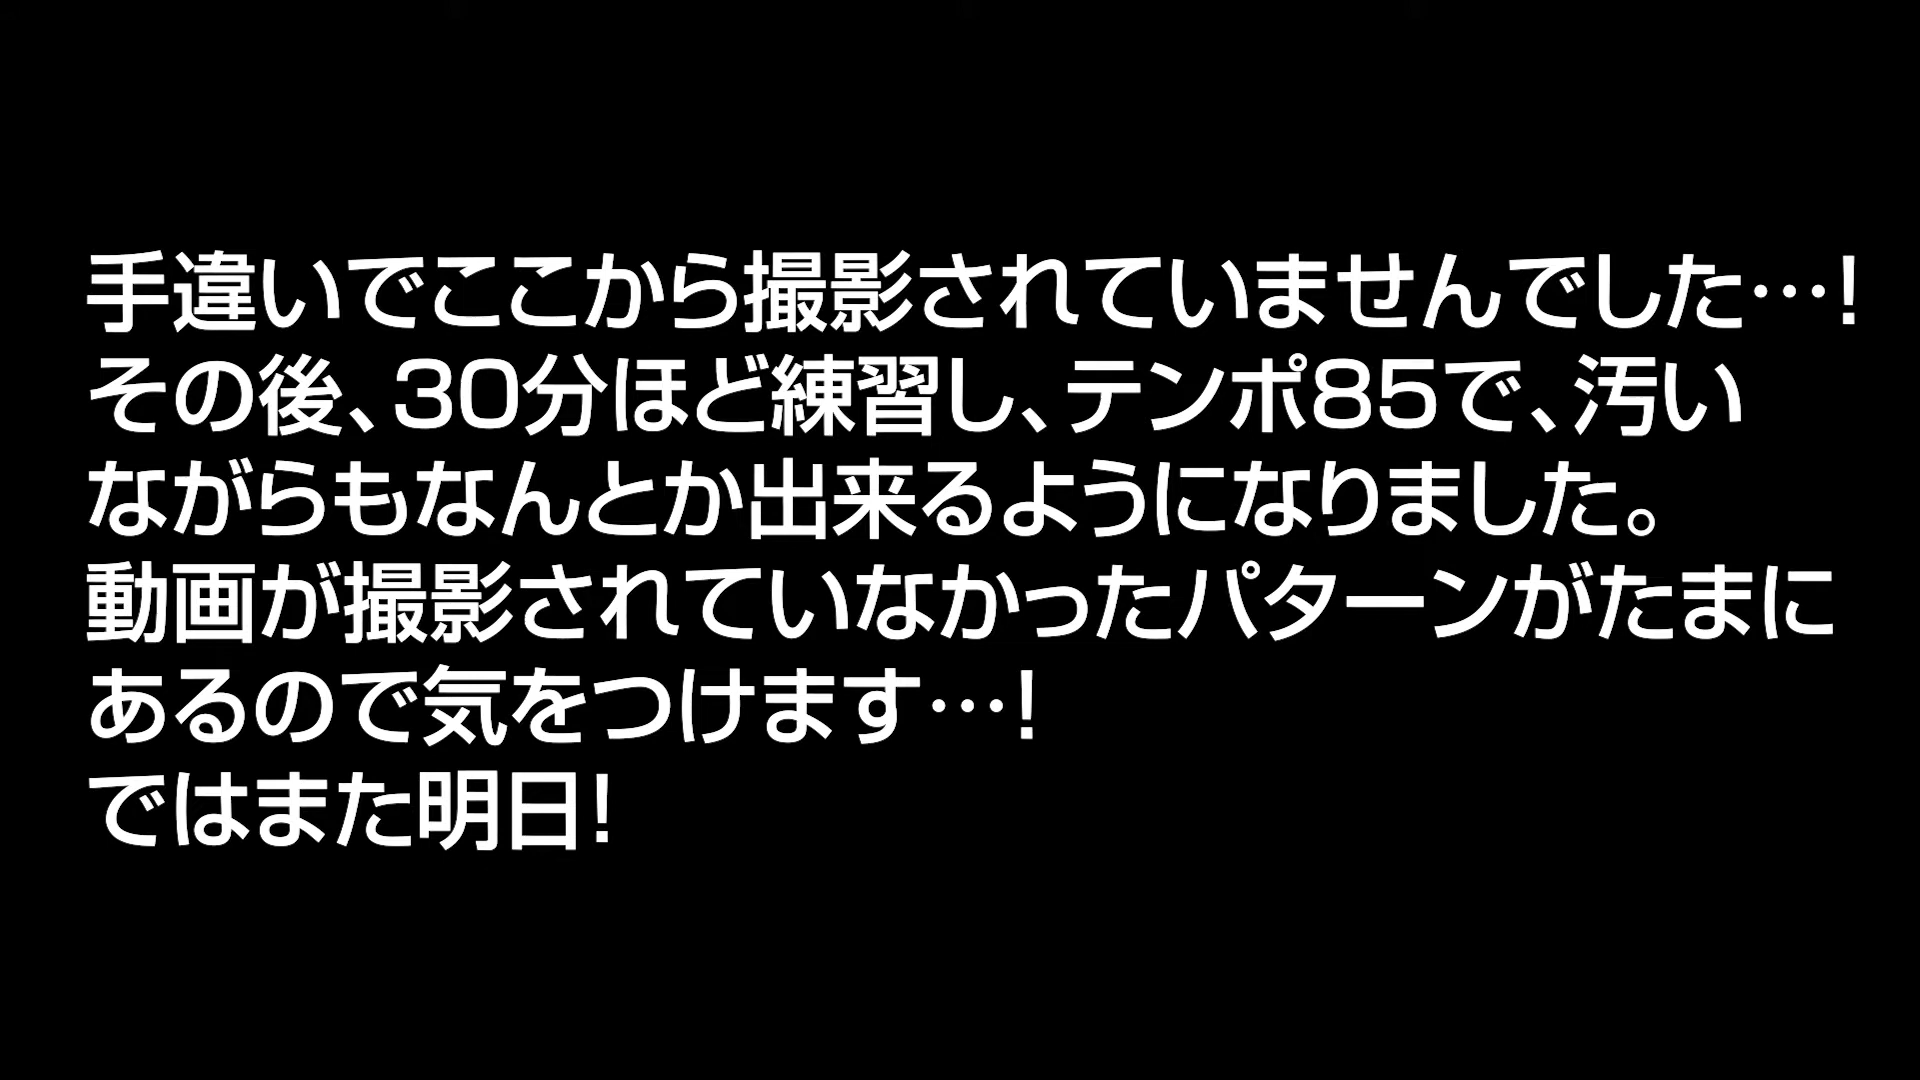 手違いでここから撮影されていませんでした…！
その後、30分ほど練習し、テンポ85で、汚い
ながらもなんとか出来るようになりました。
動画が撮影されていなかったパターンがたまに
あるので気をつけます…！
ではまた明日！